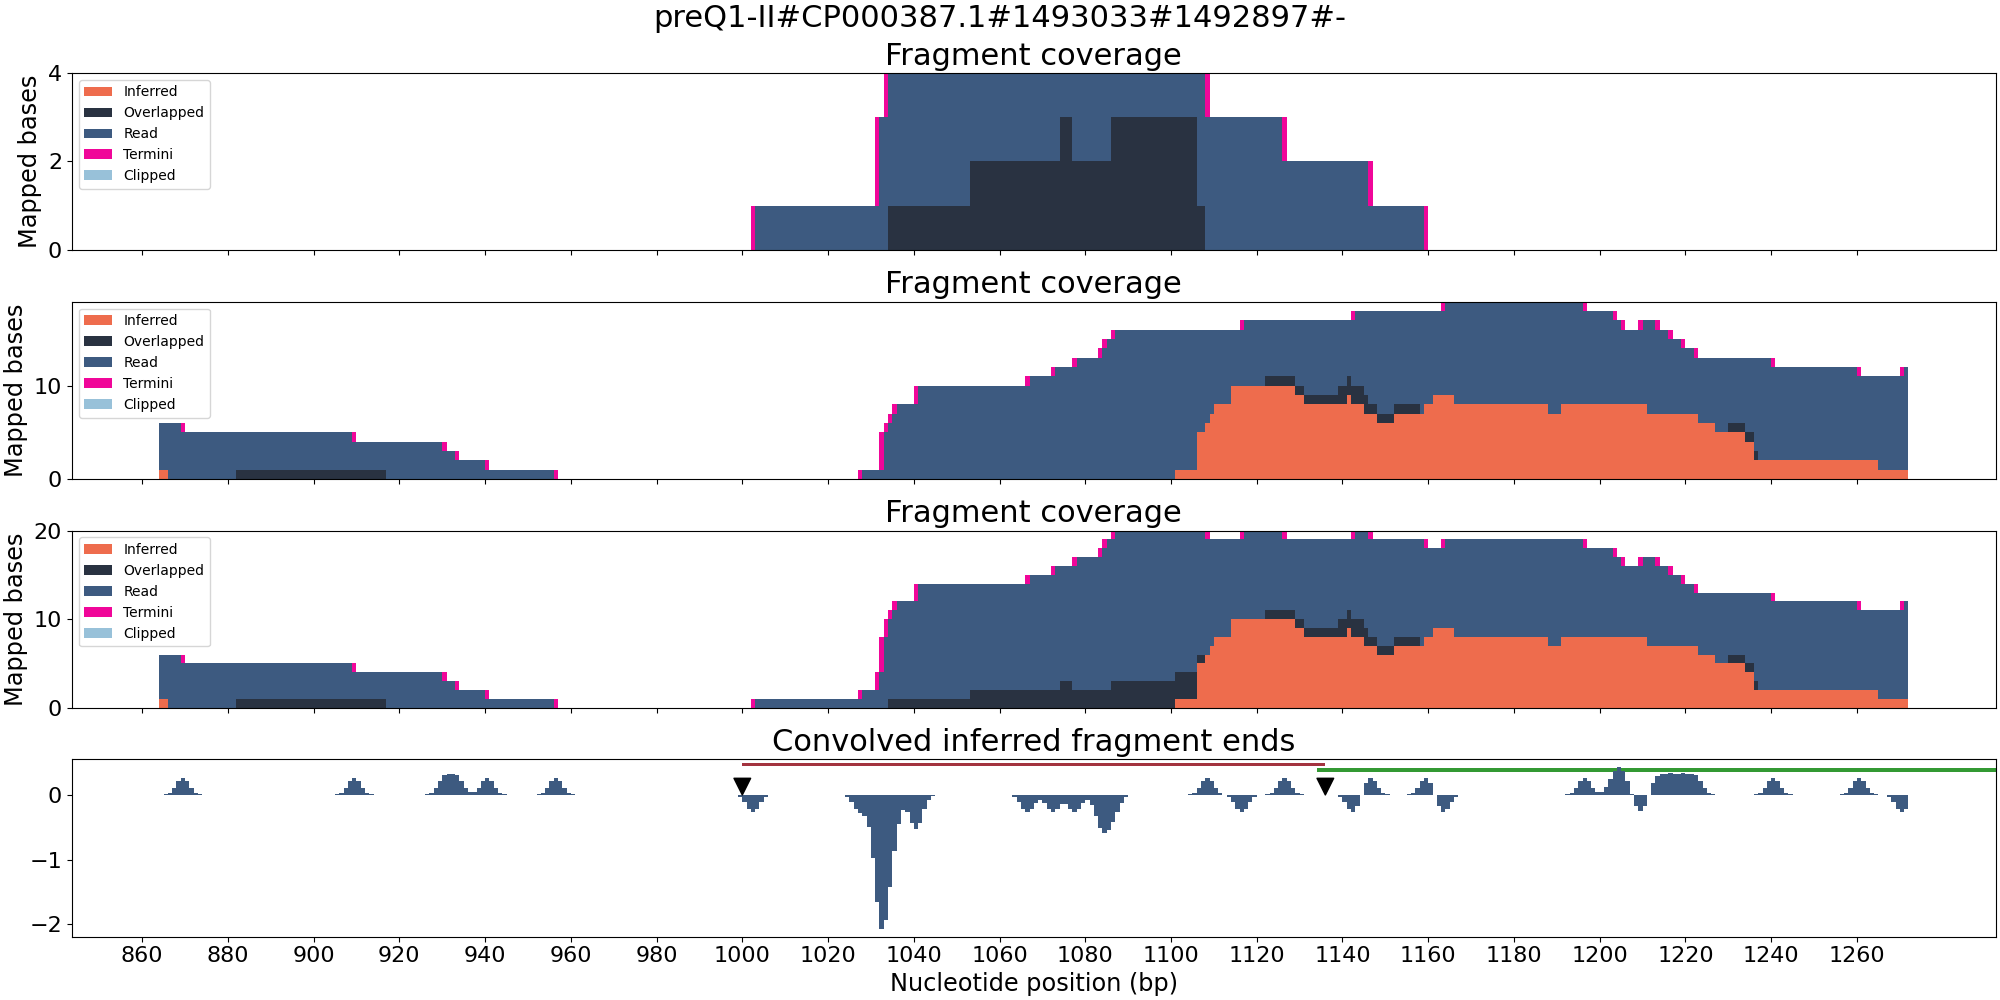 preQ1-II#CP000387.1#1493033#1492897#-
Fragment coverage
Mapped bases
4
2
0
Inferred
Overlapped
Read
Termini
Clipped
Fragment coverage
Mapped bases
10
0
Inferred
Overlapped
Read
Termini
Clipped
Fragment coverage
Mapped bases
20
10
0
Inferred
Overlapped
Read
Termini
Clipped
Convolved inferred fragment ends
0
−1
−2
860 880 900 920 940 960 980 1000 1020 1040 1060 1080 1100 1120 1140 1160 1180 1200 1220 1240 1260
Nucleotide position (bp)